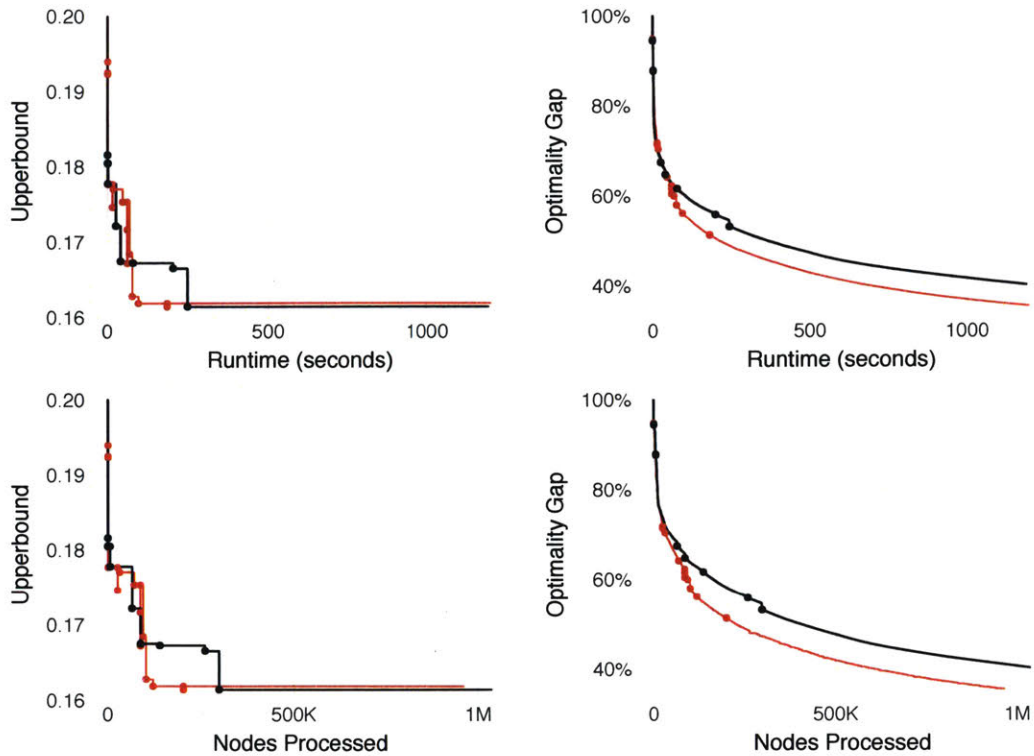 0.20
0.19
0.18
0.17
0.16
Upperbound
0
500
1000
Runtime (seconds)
100%
80%
60%
40%
Optimality Gap
0
500
1000
Runtime (seconds)
0.20
0.19
0.18
0.17
0.16
Upperbound
0
500K
1M
Nodes Processed
100%
80%
60%
40%
Optimality Gap
0
500K
1M
Nodes Processed